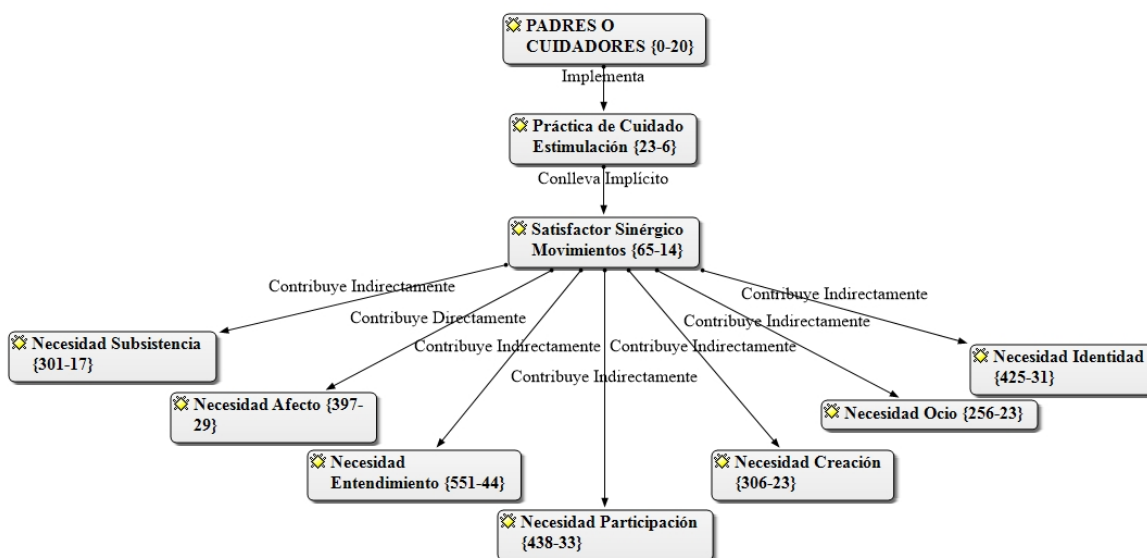 PADRES O
CUIDADORES {0-20}
Implementa
Práctica de Cuidado
Estimulación {23-6}
Conlleva Implícito
Satisfactor Sinérgico
Movimientos {65-14}
Contribuye Indirectamente
Contribuye Indirectamente
Contribuye Directamente
Contribuye Indirectamente
Contribuye Indirectamente
Contribuye Indirectamente
Contribuye Indirectamente
Necesidad Subsistencia
{301-17}
Necesidad Identidad
{425-31}
Necesidad Afecto {397-
29}
Necesidad Ocio {256-23}
Necesidad
Entendimiento {551-44}
Necesidad Creación
{306-23}
Necesidad Participación
{438-33}